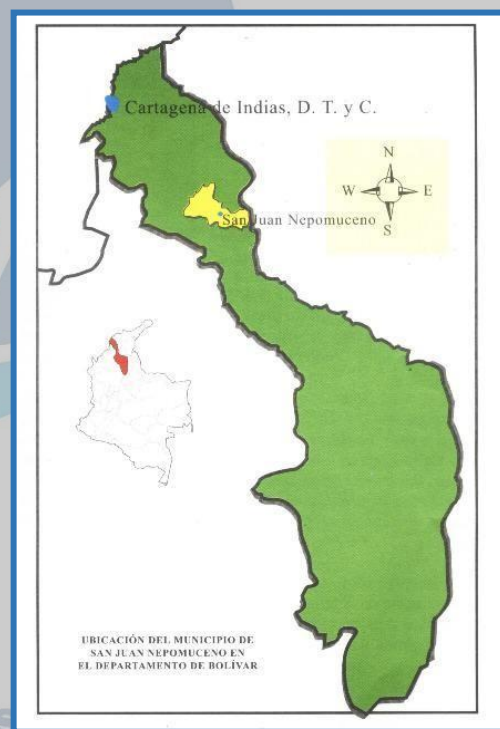 Cartagena de Indias, D. T. y C.
N
W E
San Juan Nepomuceno
S
UBICACIÓN DEL MUNICIPIO DE
SAN JUAN NEPOMUCENO EN
EL DEPARTAMENTO DE BOLÍVAR